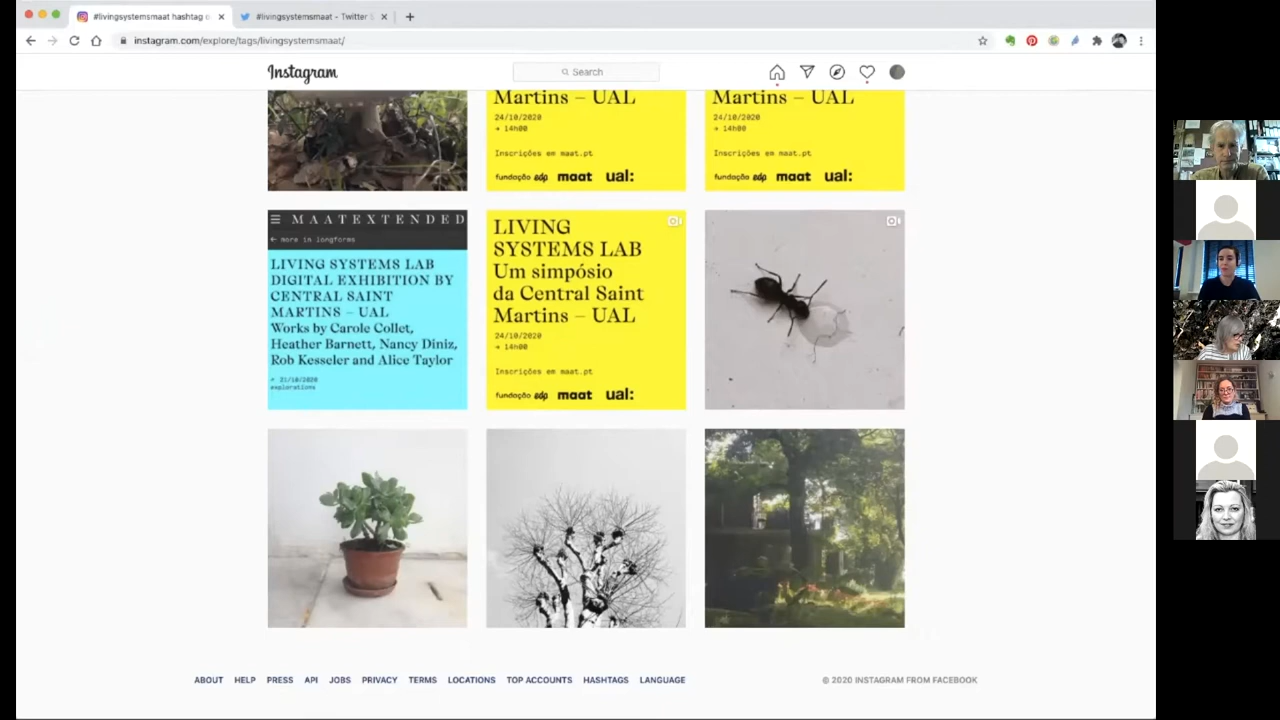 #livingsystemsmaat hashtag o
#livingsystemsmaat - Twitter S
instagram.com/explore/tags/livingsystemsmaat/
Instagram
Search
Martins – UAL
24/10/2020
→ 14h00
Inscrições em maat.pt
fundação edp maat ual:
Martins – UAL
24/10/2020
→ 14h00
Inscrições em maat.pt
fundação edp maat ual:
MAATEXTENDED
← more in longforms
LIVING SYSTEMS LAB
DIGITAL EXHIBITION BY
CENTRAL SAINT
MARTINS – UAL
Works by Carole Collet,
Heather Barnett, Nancy Diniz,
Rob Kesseler and Alice Taylor
21/10/2020
explorations
LIVING
SYSTEMS LAB
Um simpósio
da Central Saint
Martins – UAL
24/10/2020
→ 14h00
Inscrições em maat.pt
fundação edp maat ual:
ABOUT HELP PRESS API JOBS PRIVACY TERMS LOCATIONS TOP ACCOUNTS HASHTAGS LANGUAGE
© 2020 INSTAGRAM FROM FACEBOOK